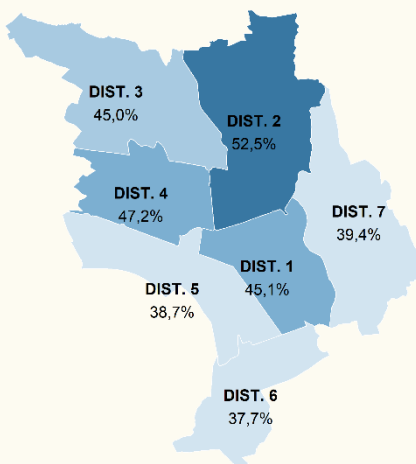 DIST. 3
45,0%
DIST. 2
52,5%
DIST. 4
47,2%
DIST. 7
39,4%
DIST. 1
45,1%
DIST. 5
38,7%
DIST. 6
37,7%